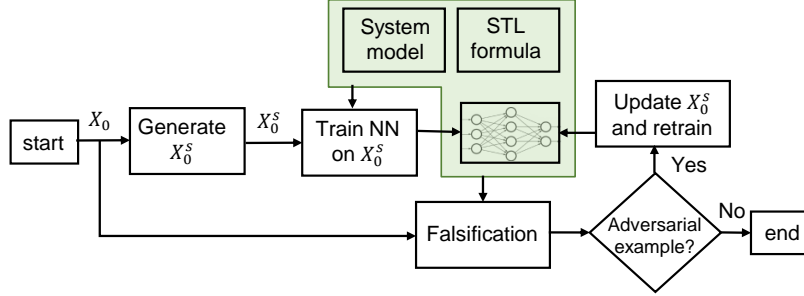 System
model
STL
formula
start
X₀
Generate
X₀ˢ
X₀ˢ
Train NN
on X₀ˢ
Update X₀ˢ
and retrain
Yes
Falsification
Adversarial
example?
No
end